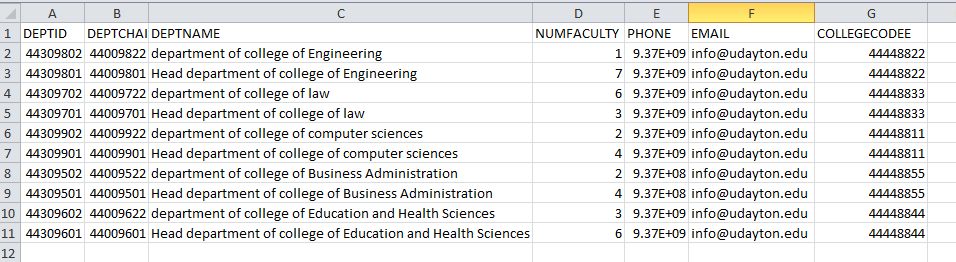 A B C D E F G
1 DEPTID DEPTCHAI DEPTNAME NUMFACULTY PHONE EMAIL COLLEGECODEE
2 44309802 44009822 department of college of Engineering 1 9.37E+09 info@udayton.edu 44448822
3 44309801 44009801 Head department of college of Engineering 7 9.37E+09 info@udayton.edu 44448822
4 44309702 44009722 department of college of law 6 9.37E+09 info@udayton.edu 44448833
5 44309701 44009701 Head department of college of law 3 9.37E+09 info@udayton.edu 44448833
6 44309902 44009922 department of college of computer sciences 2 9.37E+09 info@udayton.edu 44448811
7 44309901 44009901 Head department of college of computer sciences 4 9.37E+09 info@udayton.edu 44448811
8 44309502 44009522 department of college of Business Administration 2 9.37E+08 info@udayton.edu 44448855
9 44309501 44009501 Head department of college of Business Administration 4 9.37E+08 info@udayton.edu 44448855
10 44309602 44009622 department of college of Education and Health Sciences 3 9.37E+09 info@udayton.edu 44448844
11 44309601 44009601 Head department of college of Education and Health Sciences 6 9.37E+09 info@udayton.edu 44448844
12